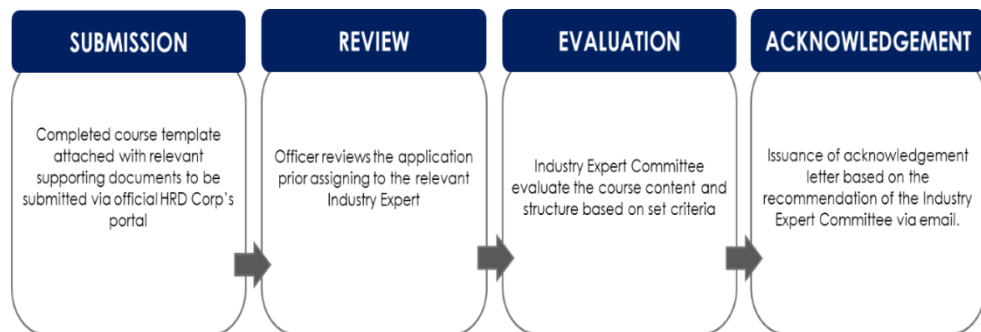 SUBMISSION
Completed course template
attached with relevant
supporting documents to be
submitted via official HRD Corp's
portal
REVIEW
Officer reviews the application
prior assigning to the relevant
Industry Expert
EVALUATION
Industry Expert Committee
evaluate the course content and
structure based on set criteria
ACKNOWLEDGEMENT
Issuance of acknowledgement
letter based on the
recommendation of the Industry
Expert Committee via email.